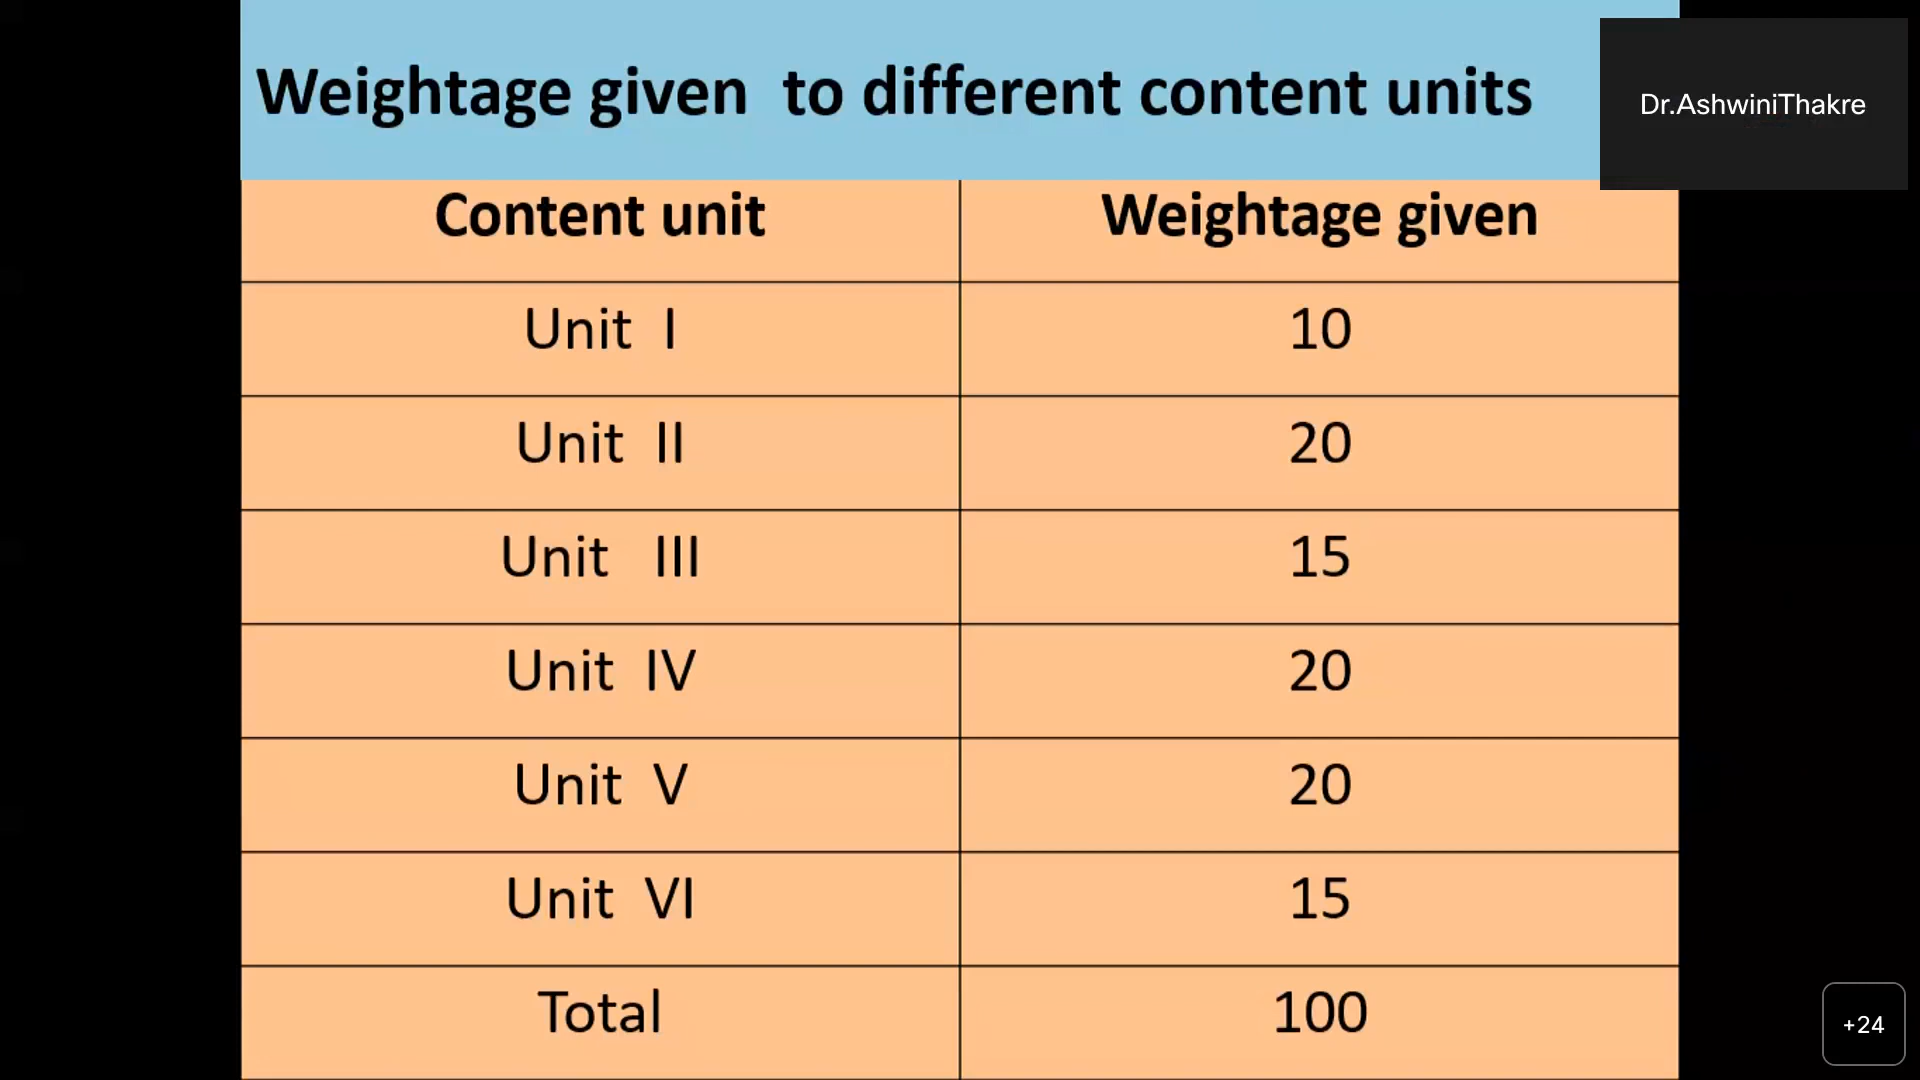 Weightage given to different content units
Dr.AshwiniThakre
Content unit Weightage given
Unit I 10
Unit II 20
Unit III 15
Unit IV 20
Unit V 20
Unit VI 15
Total 100
+24